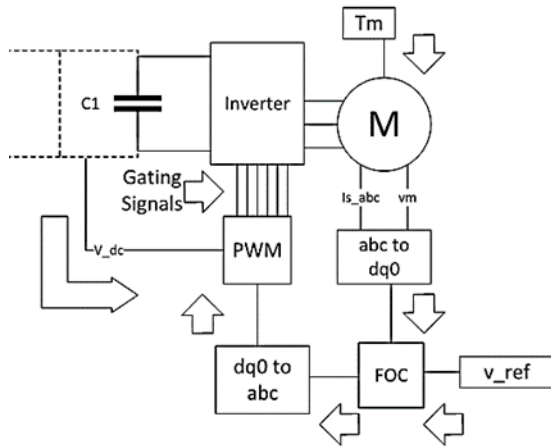 Tm
C1
Inverter
M
Gating
Signals
Is_abc
vm
V_dc
PWM
abc to
dq0
dq0 to
abc
FOC
v_ref